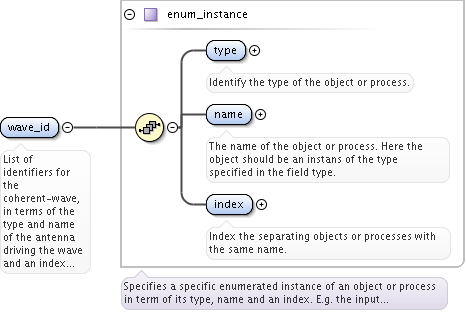 enum_instance
type
Identify the type of the object or process.
name
The name of the object or process. Here the
object should be an instans of the type
specified in the field type.
wave_id
List of
identifiers for
the
coherent-wave,
in terms of the
type and name
of the antenna
driving the wave
and an index...
index
Index the separating objects or processes with
the same name.
Specifies a specific enumerated instance of an object or process
in term of its type, name and an index. E.g. the input...